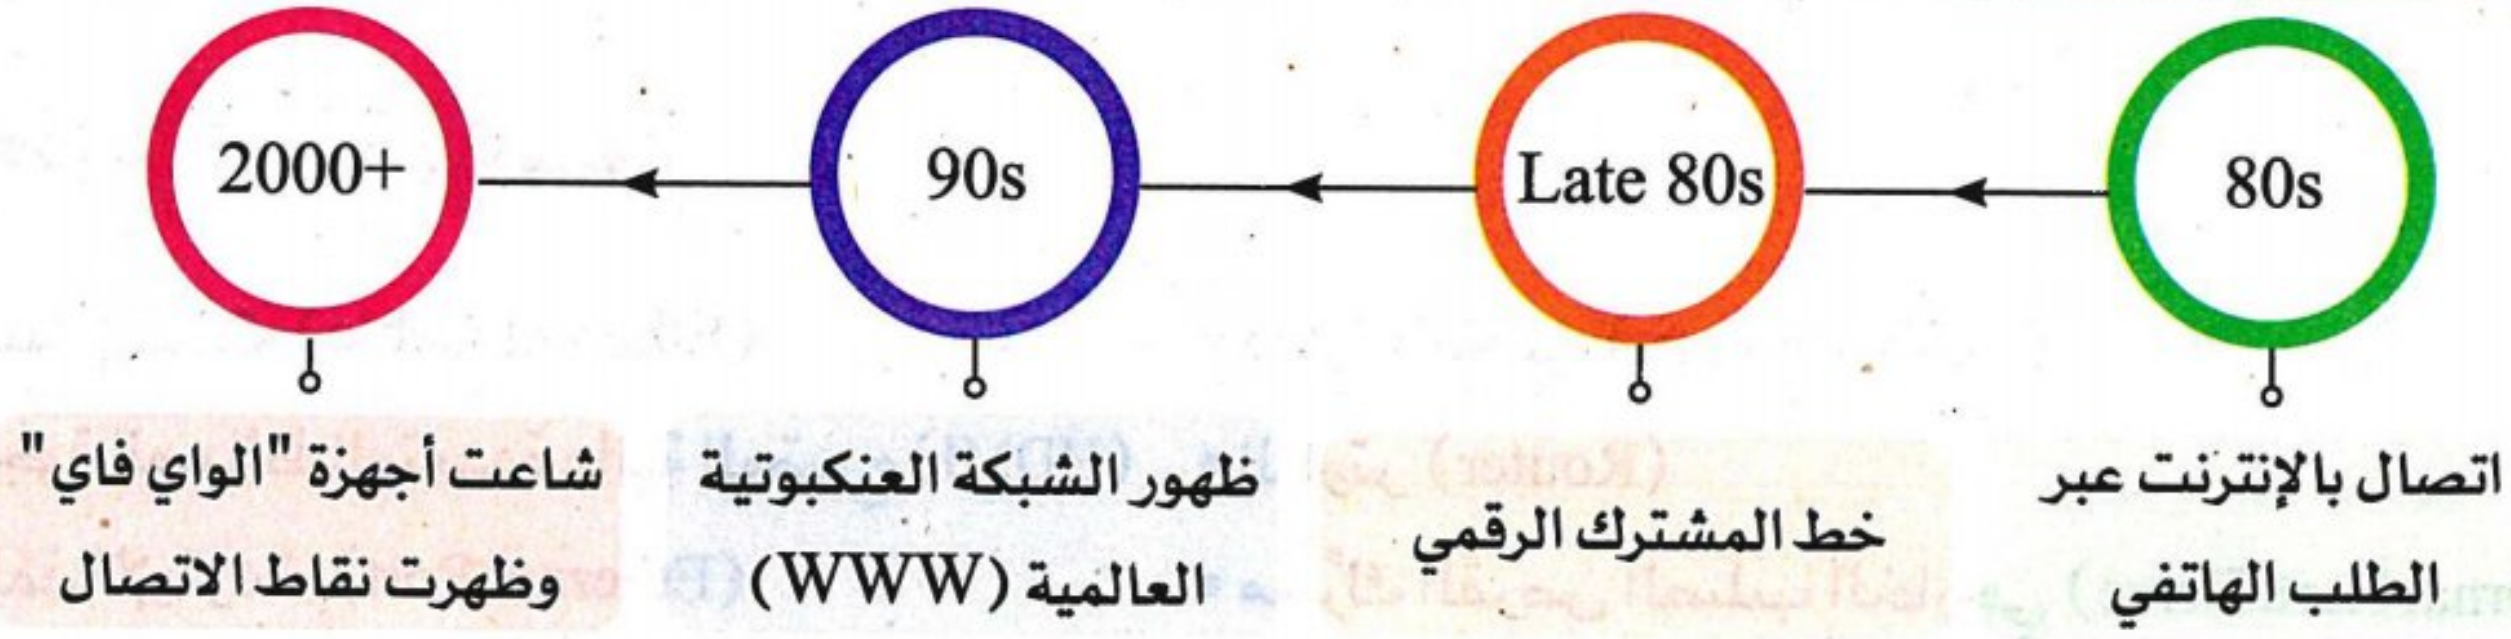 80s
اتصال بالإنترنت عبر
الطلب الهاتفي
Late 80s
خط المشترك الرقمي
90s
ظهور الشبكة العنكبوتية
العالمية (WWW)
2000+
شاعت أجهزة "الواي فاي"
وظهرت نقاط الاتصال